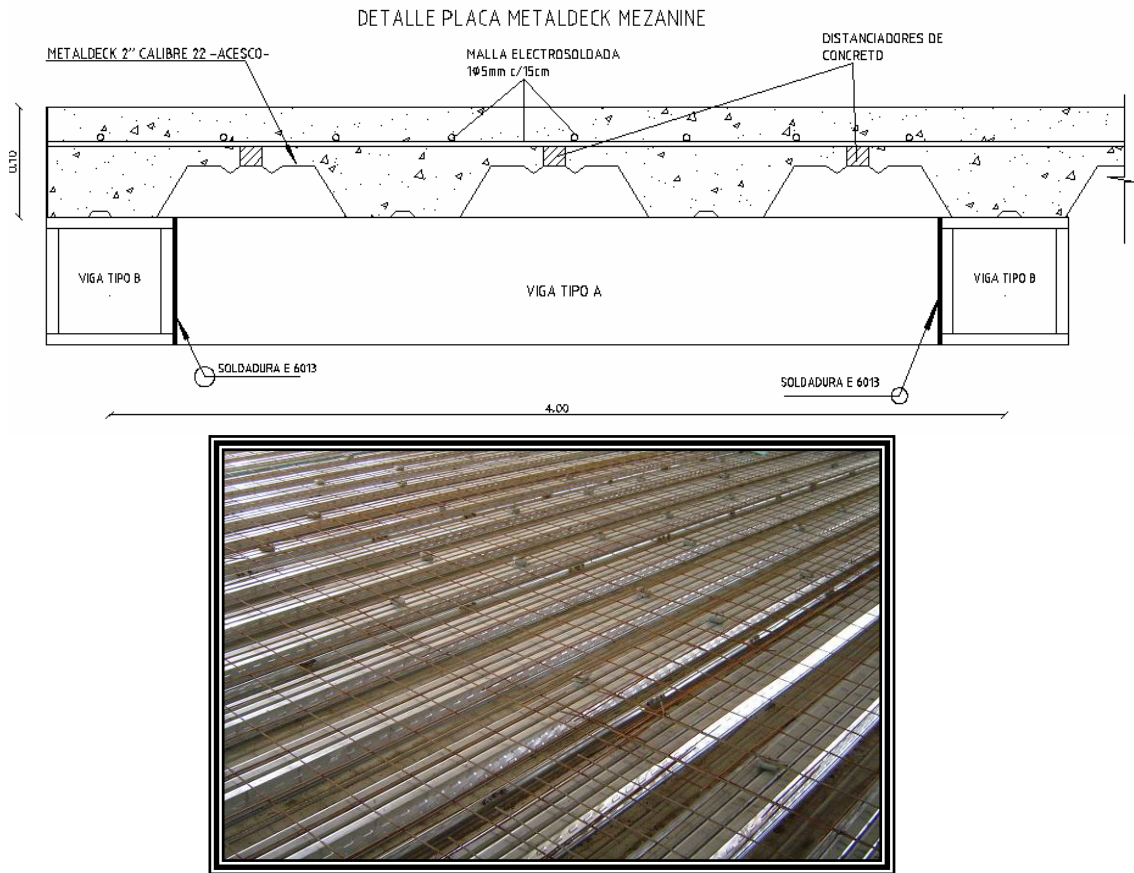 DETALLE PLACA METALDECK MEZANINE
METALDECK 2" CALIBRE 22 -ACESCO-
MALLA ELECTROSOLDADA
1Φ5mm c/15cm
DISTANCIADORES DE
CONCRETO
0.10
VIGA TIPO B
VIGA TIPO A
VIGA TIPO B
SOLDADURA E 6013
SOLDADURA E 6013
4.00